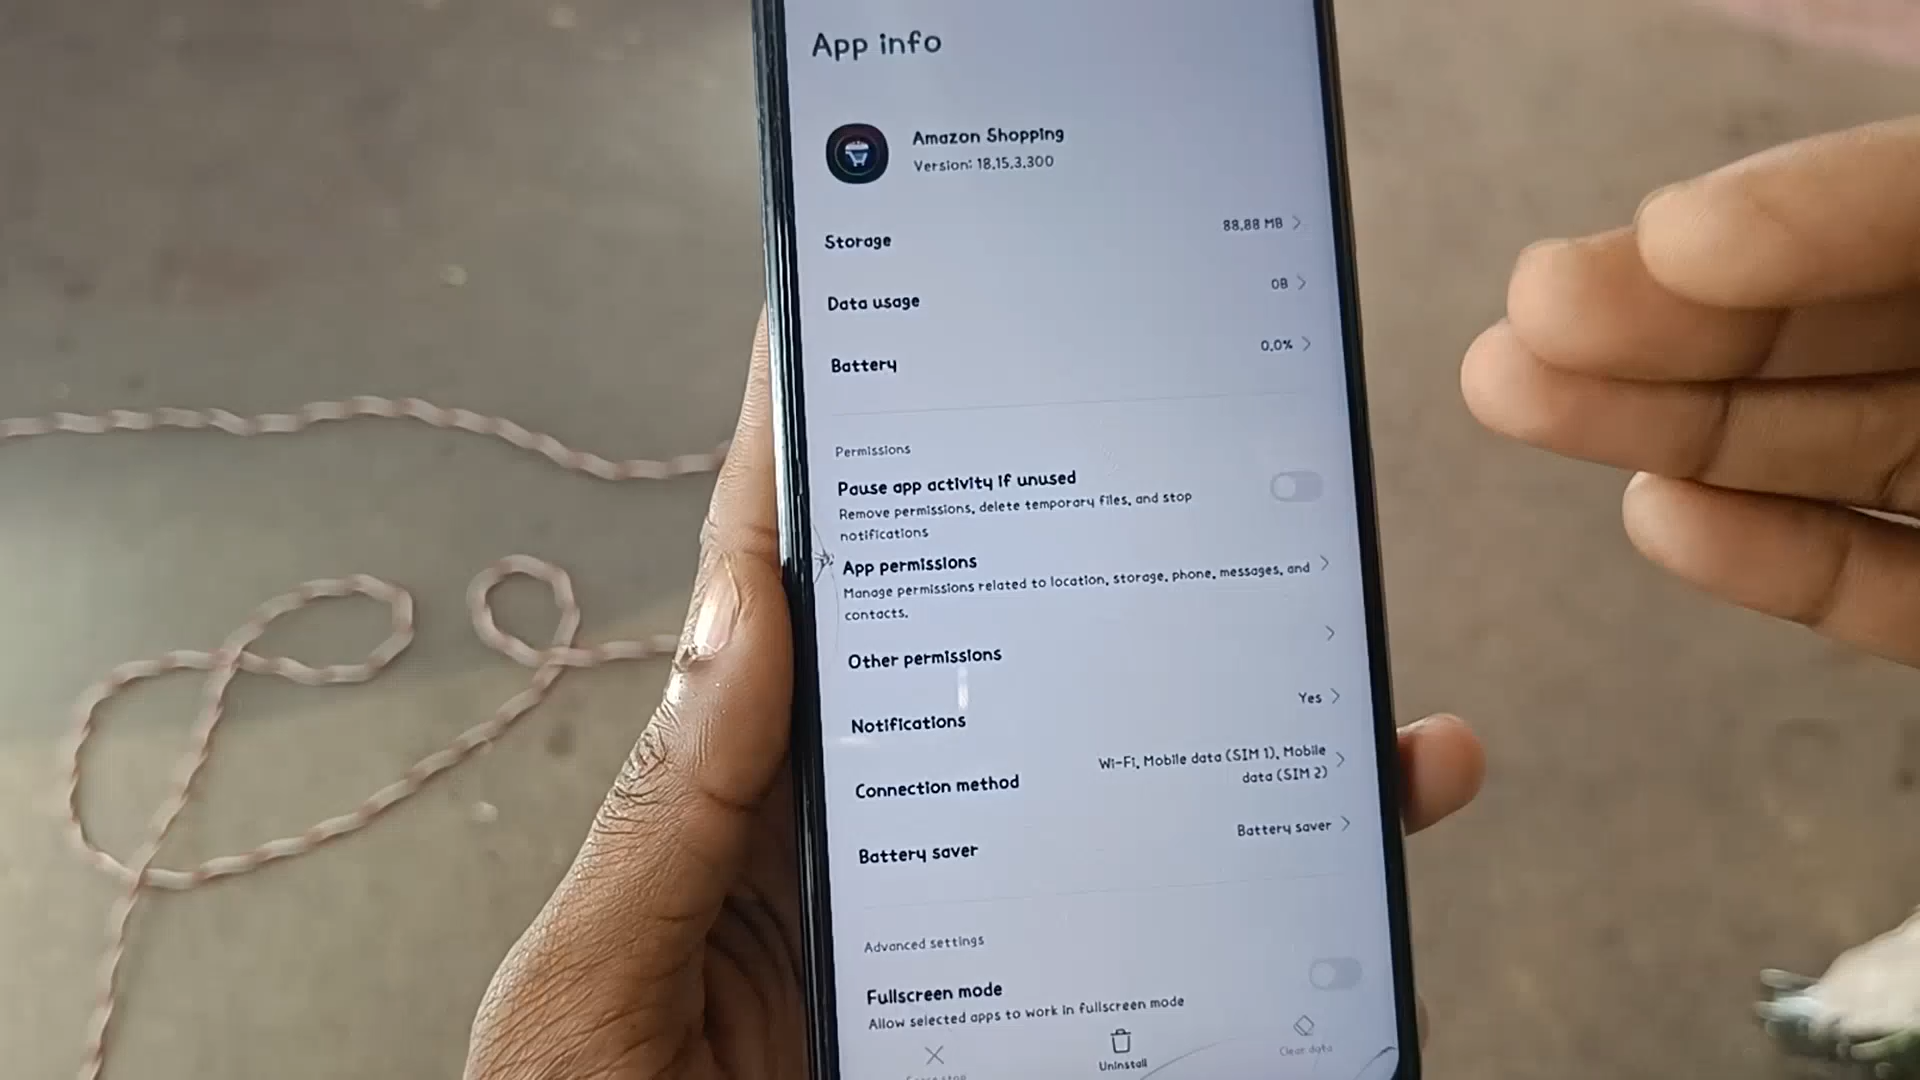 App info
Amazon Shopping
Version: 18.15.3.300
Storage
88.88 MB
Data usage
0B
Battery
0.0%
Permissions
Pause app activity if unused
Remove permissions, delete temporary files, and stop
notifications
App permissions
Manage permissions related to location, storage, phone, messages, and
contacts.
Other permissions
Notifications
Yes
Connection method
Wi-Fi, Mobile data (SIM 1), Mobile
data (SIM 2)
Battery saver
Battery saver
Advanced settings
Fullscreen mode
Allow selected apps to work in fullscreen mode
Uninstall
Clear data